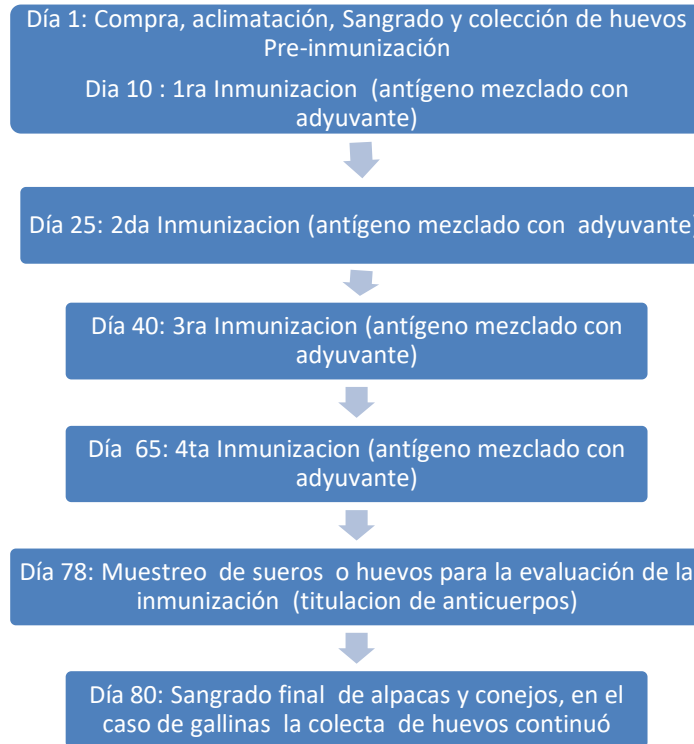 Día 1: Compra, aclimatación, Sangrado y colección de huevos
Pre-inmunización
Dia 10 : 1ra Inmunizacion (antígeno mezclado con
adyuvante)
Día 25: 2da Inmunizacion (antígeno mezclado con adyuvante)
Día 40: 3ra Inmunizacion (antígeno mezclado con
adyuvante)
Día 65: 4ta Inmunizacion (antígeno mezclado con
adyuvante)
Día 78: Muestreo de sueros o huevos para la evaluación de la
inmunización (titulacion de anticuerpos)
Día 80: Sangrado final de alpacas y conejos, en el
caso de gallinas la colecta de huevos continuó